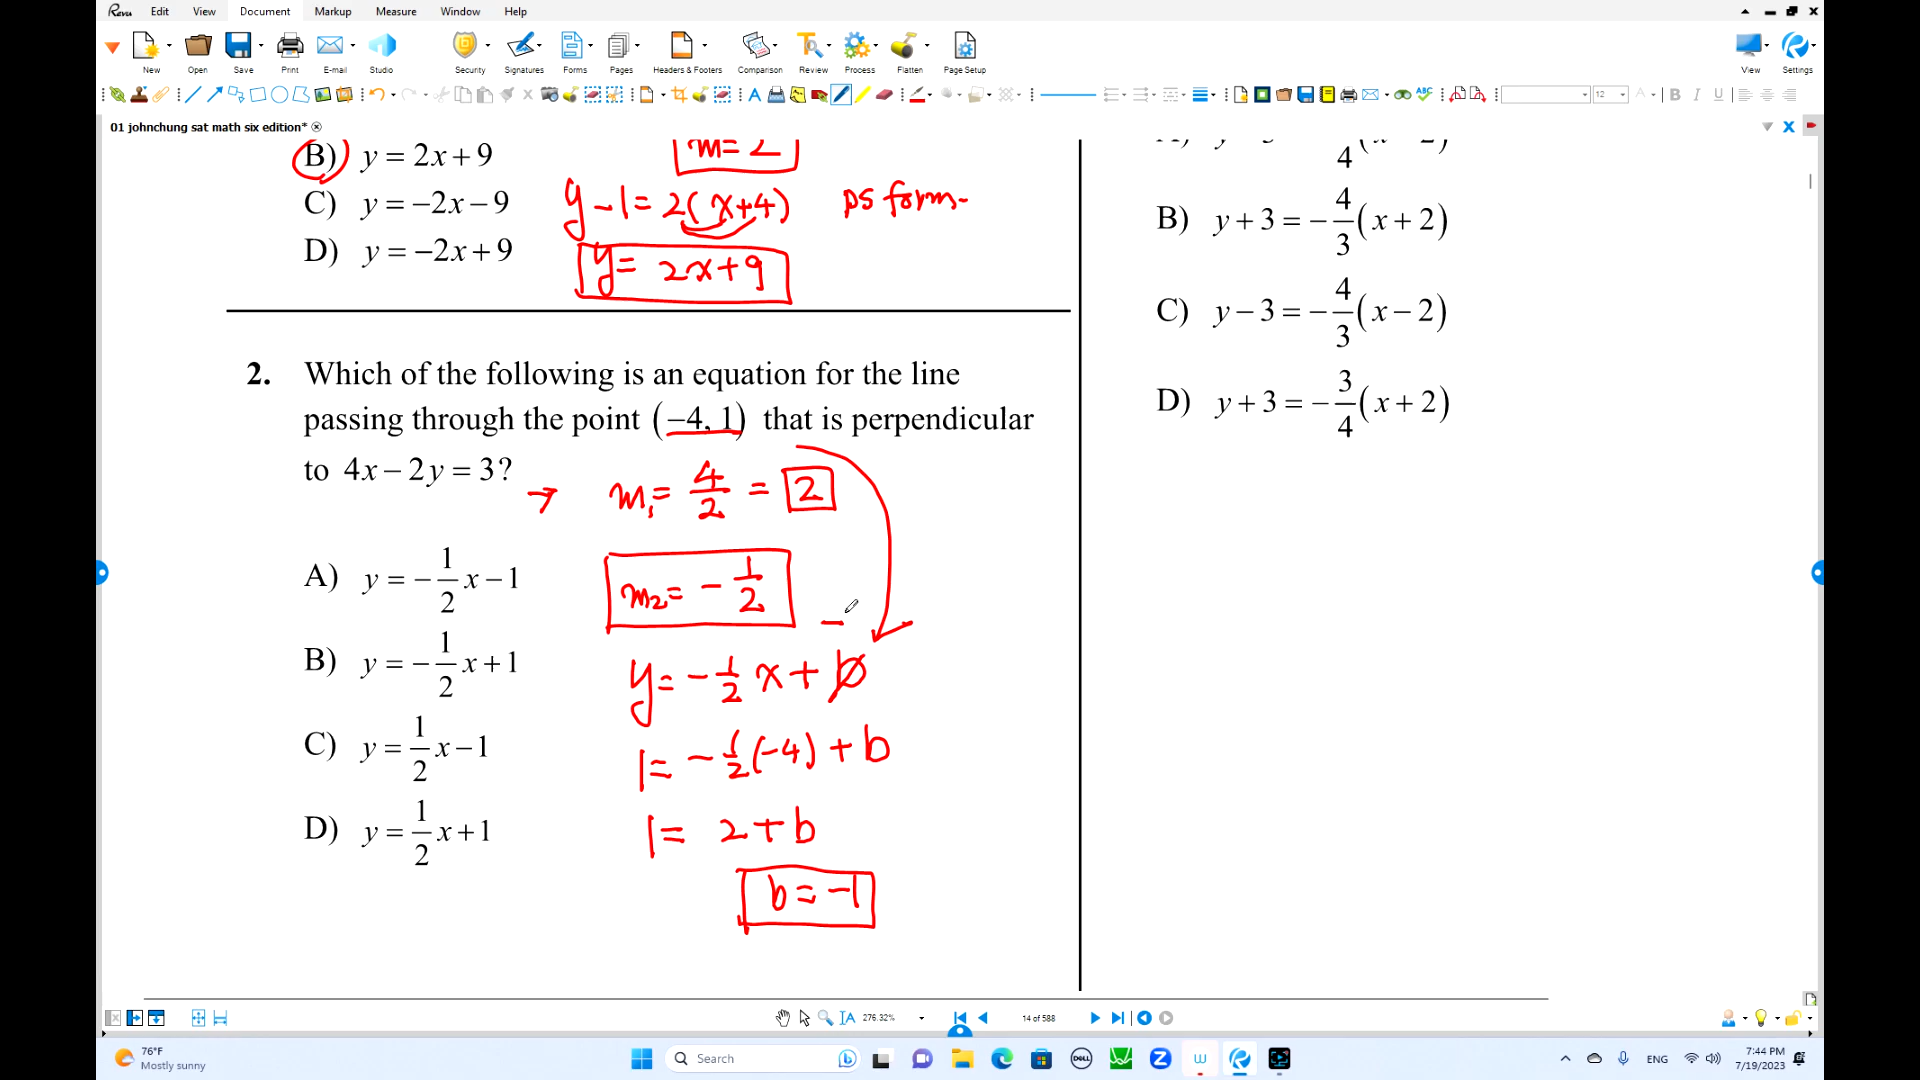 Revu Edit View Document Markup Measure Window Help
New Open Save Print E-mail Studio Security Signatures Forms Pages Headers & Footers Comparison Review Process Flatten Page Setup View Settings
12 B I U
01 johnchung sat math six edition*
B) y = 2x + 9
m = 2
C) y = −2x − 9
y − 1 = 2(x + 4) ps form-
D) y = −2x + 9
y = 2x + 9
2. Which of the following is an equation for the line
passing through the point (−4, 1) that is perpendicular
to 4x − 2y = 3?
→ m₁ = 4/2 = 2
A) y = −1/2 x − 1
m₂ = −1/2
B) y = −1/2 x + 1
y = −1/2 x + b
C) y = 1/2 x − 1
1 = −1/2 (−4) + b
D) y = 1/2 x + 1
1 = 2 + b
b = −1
B) y + 3 = −4/3 (x + 2)
C) y − 3 = −4/3 (x − 2)
D) y + 3 = −3/4 (x + 2)
276.32% 14 of 588
76°F
Mostly sunny
Search
DELL
ENG
7:44 PM
7/19/2023